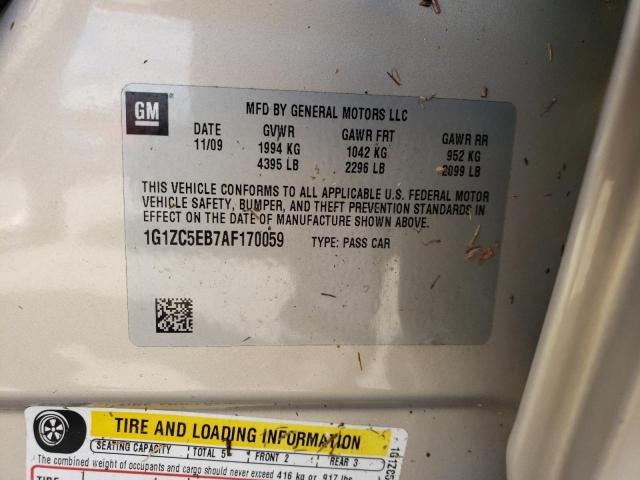 GM
MFD BY GENERAL MOTORS LLC
DATE GVWR GAWR FRT GAWR RR
11/09 1994 KG 1042 KG 952 KG
4395 LB 2296 LB 2099 LB
THIS VEHICLE CONFORMS TO ALL APPLICABLE U.S. FEDERAL MOTOR
VEHICLE SAFETY, BUMPER, AND THEFT PREVENTION STANDARDS IN
EFFECT ON THE DATE OF MANUFACTURE SHOWN ABOVE.
1G1ZC5EB7AF170059 TYPE: PASS CAR
TIRE AND LOADING INFORMATION
SEATING CAPACITY TOTAL 5 FRONT 2 REAR 3
The combined weight of occupants and cargo should never exceed 416 kg or 917 lbs
TIRE
1G1ZC5